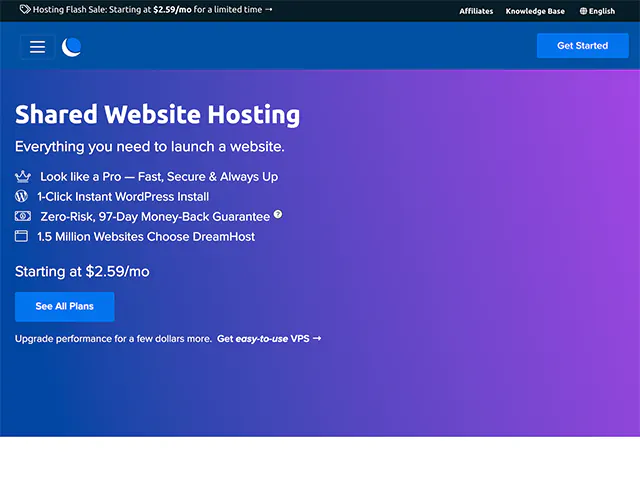 Hosting Flash Sale: Starting at $2.59/mo for a limited time →
Affiliates Knowledge Base English
Get Started
Shared Website Hosting
Everything you need to launch a website.
Look like a Pro — Fast, Secure & Always Up
1-Click Instant WordPress Install
Zero-Risk, 97-Day Money-Back Guarantee ?
1.5 Million Websites Choose DreamHost
Starting at $2.59/mo
See All Plans
Upgrade performance for a few dollars more. Get easy-to-use VPS →